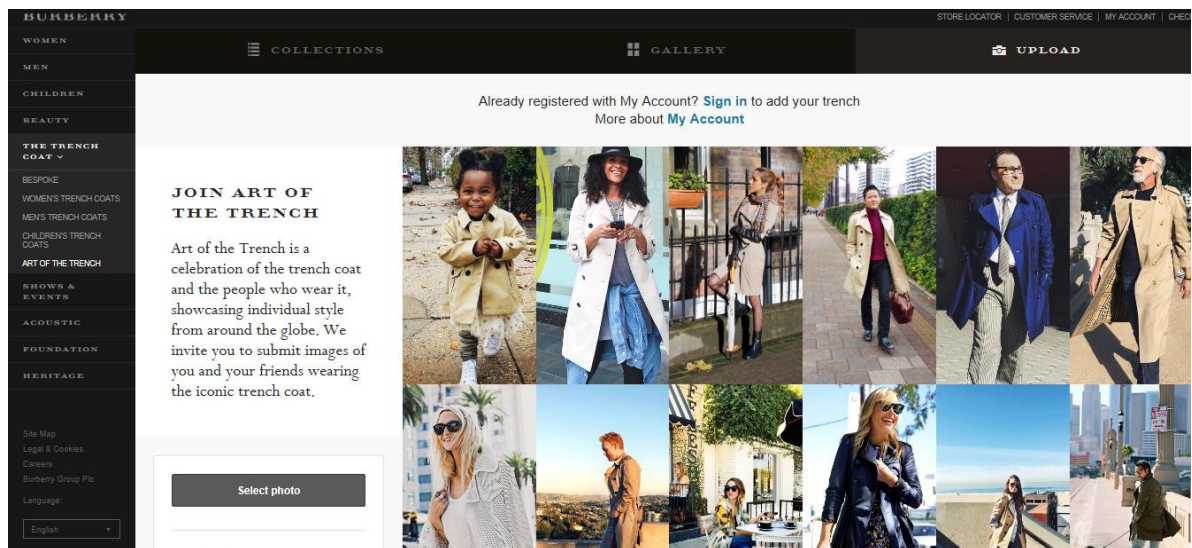 BURBERRY
STORE LOCATOR | CUSTOMER SERVICE | MY ACCOUNT |
WOMEN
MEN
CHILDREN
BEAUTY
THE TRENCH
COAT
BESPOKE
WOMEN'S TRENCH COATS
MEN'S TRENCH COATS
CHILDREN'S TRENCH
COATS
ART OF THE TRENCH
SHOWS &
EVENTS
ACOUSTIC
FOUNDATION
HERITAGE
Site Map
Legal & Cookies
Careers
Burberry Group Plc
Language:
English
COLLECTIONS
GALLERY
UPLOAD
Already registered with My Account? Sign in to add your trench
More about My Account
JOIN ART OF
THE TRENCH
Art of the Trench is a
celebration of the trench coat
and the people who wear it,
showcasing individual style
from around the globe. We
invite you to submit images of
you and your friends wearing
the iconic trench coat.
Select photo